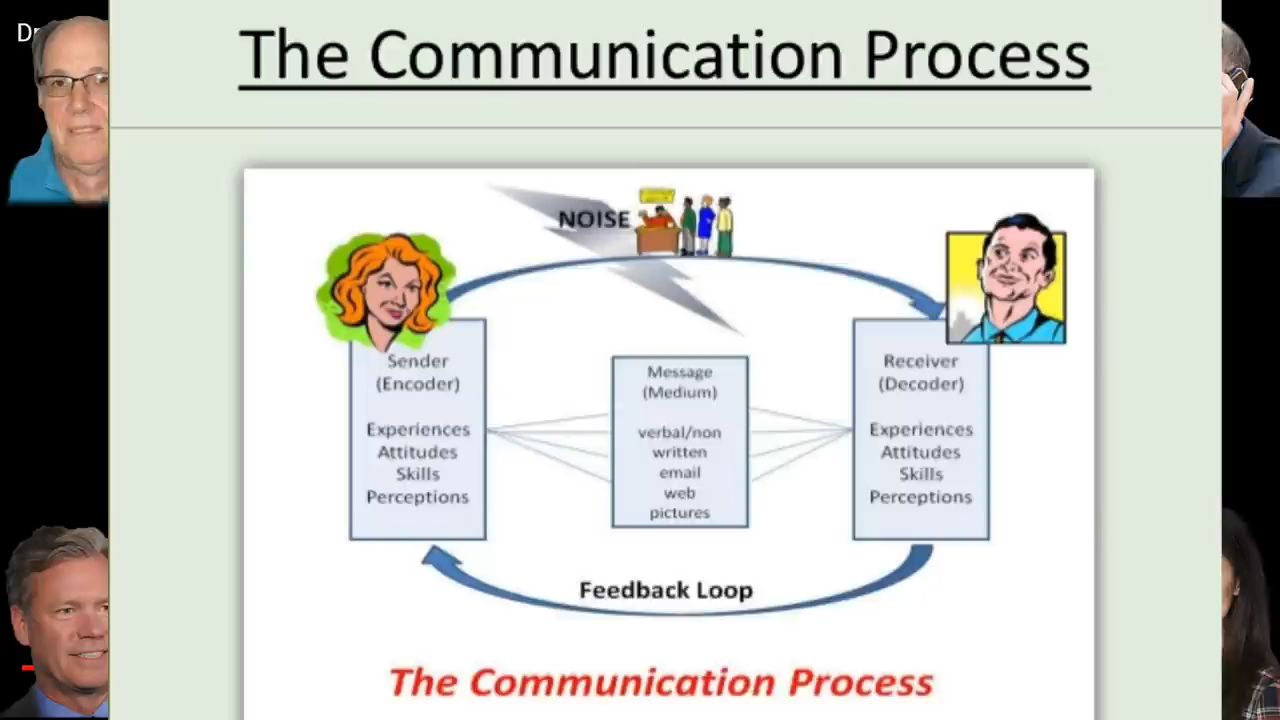 The Communication Process
NOISE
Sender
(Encoder)
Experiences
Attitudes
Skills
Perceptions
Message
(Medium)
verbal/non
written
email
web
pictures
Receiver
(Decoder)
Experiences
Attitudes
Skills
Perceptions
Feedback Loop
The Communication Process